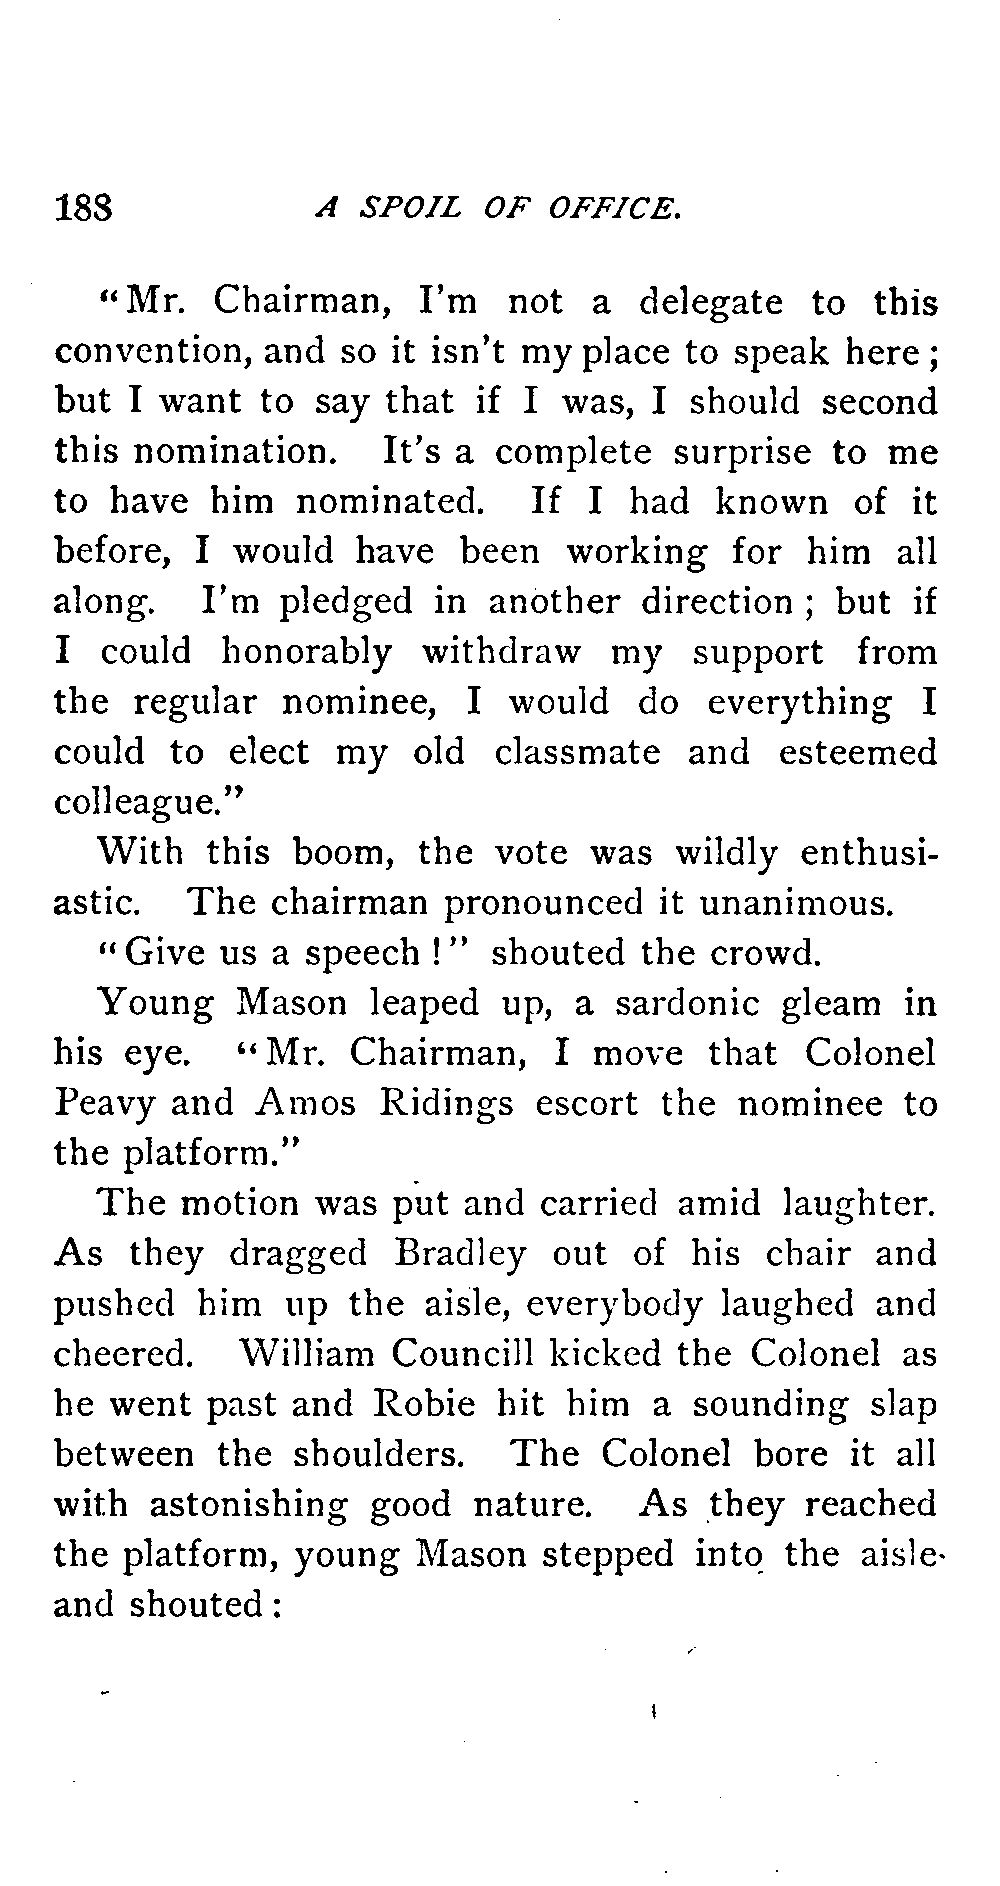 188 A SPOIL OF OFFICE.
"Mr. Chairman, I'm not a delegate to this
convention, and so it isn't my place to speak here;
but I want to say that if I was, I should second
this nomination. It's a complete surprise to me
to have him nominated. If I had known of it
before, I would have been working for him all
along. I'm pledged in another direction; but if
I could honorably withdraw my support from
the regular nominee, I would do everything I
could to elect my old classmate and esteemed
colleague."
With this boom, the vote was wildly enthusi-
astic. The chairman pronounced it unanimous.
"Give us a speech!" shouted the crowd.
Young Mason leaped up, a sardonic gleam in
his eye. "Mr. Chairman, I move that Colonel
Peavy and Amos Ridings escort the nominee to
the platform."
The motion was put and carried amid laughter.
As they dragged Bradley out of his chair and
pushed him up the aisle, everybody laughed and
cheered. William Councill kicked the Colonel as
he went past and Robie hit him a sounding slap
between the shoulders. The Colonel bore it all
with astonishing good nature. As they reached
the platform, young Mason stepped into the aisle
and shouted: